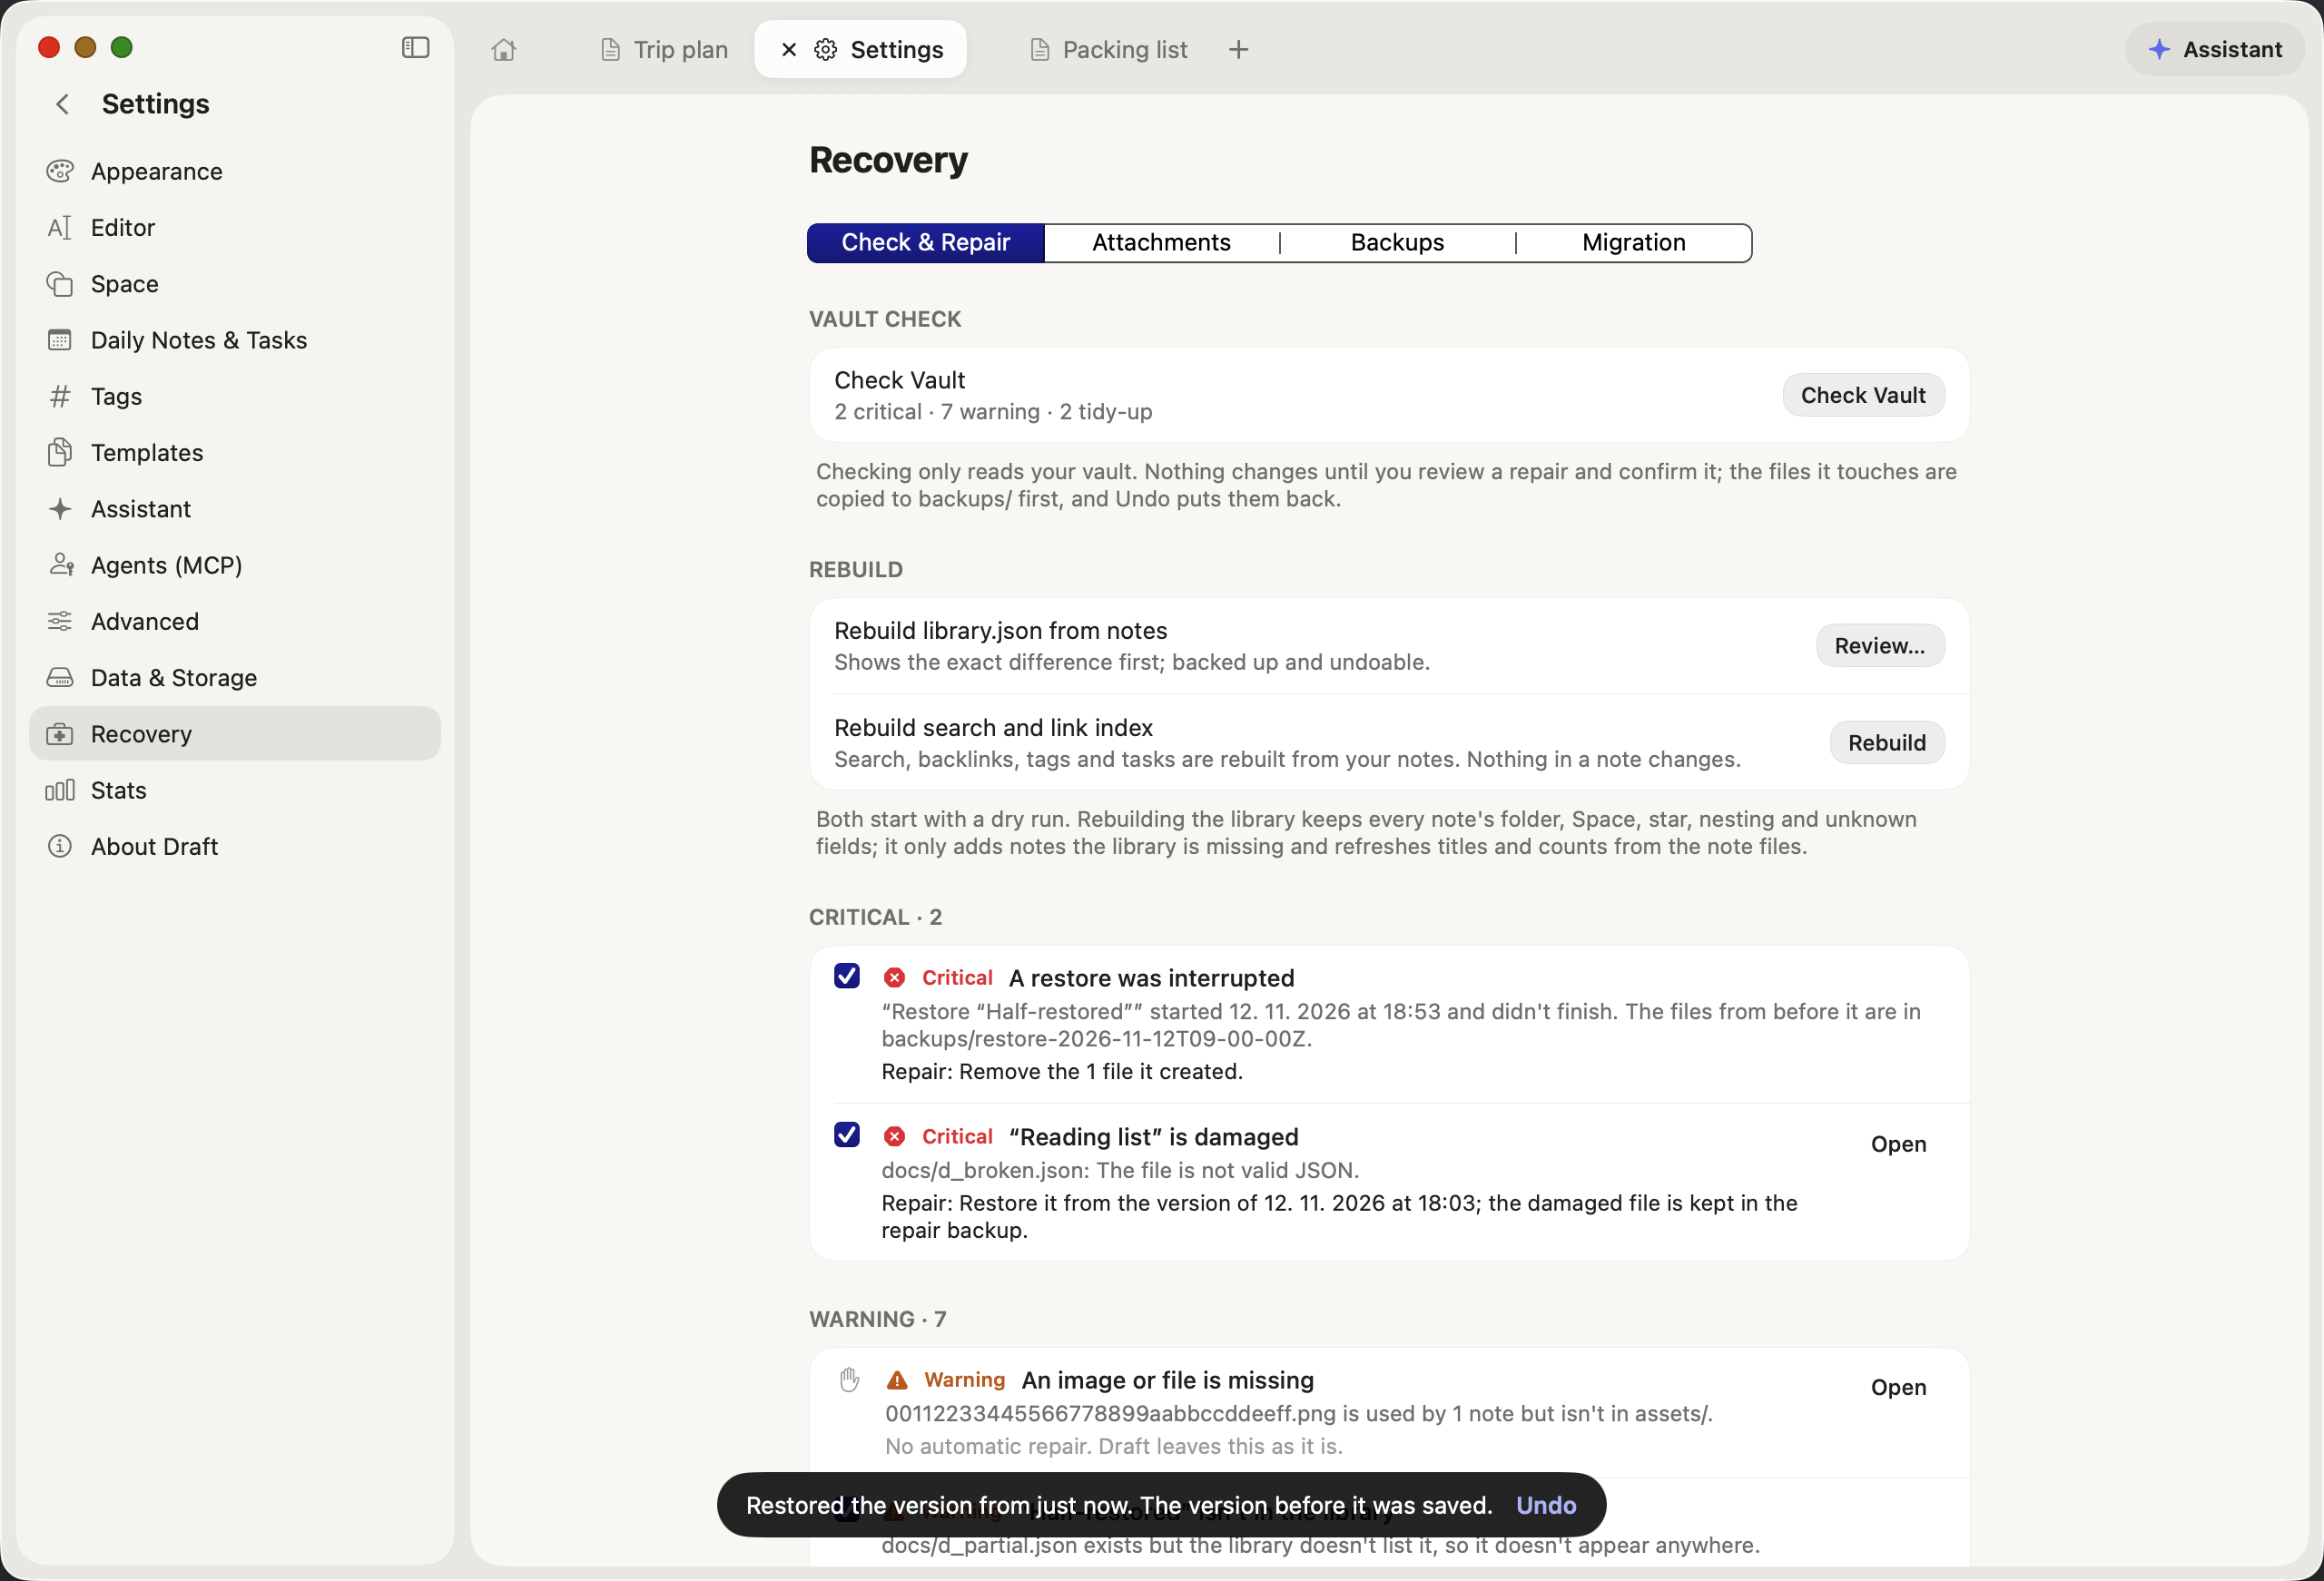 Settings
Appearance
Editor
Space
Daily Notes & Tasks
Tags
Templates
Assistant
Agents (MCP)
Advanced
Data & Storage
Recovery
Stats
About Draft
Trip plan
Settings
Packing list
Assistant
Recovery
Check & Repair
Attachments
Backups
Migration
VAULT CHECK
Check Vault
2 critical · 7 warning · 2 tidy-up
Check Vault
Checking only reads your vault. Nothing changes until you review a repair and confirm it; the files it touches are
copied to backups/ first, and Undo puts them back.
REBUILD
Rebuild library.json from notes
Shows the exact difference first; backed up and undoable.
Review...
Rebuild search and link index
Search, backlinks, tags and tasks are rebuilt from your notes. Nothing in a note changes.
Rebuild
Both start with a dry run. Rebuilding the library keeps every note's folder, Space, star, nesting and unknown
fields; it only adds notes the library is missing and refreshes titles and counts from the note files.
CRITICAL · 2
Critical A restore was interrupted
“Restore “Half-restored”” started 12. 11. 2026 at 18:53 and didn't finish. The files from before it are in
backups/restore-2026-11-12T09-00-00Z.
Repair: Remove the 1 file it created.
Critical “Reading list” is damaged
Open
docs/d_broken.json: The file is not valid JSON.
Repair: Restore it from the version of 12. 11. 2026 at 18:03; the damaged file is kept in the
repair backup.
WARNING · 7
Warning An image or file is missing
Open
00112233445566778899aabbccddeeff.png is used by 1 note but isn't in assets/.
No automatic repair. Draft leaves this as it is.
Restored the version from just now. The version before it was saved. Undo
docs/d_partial.json exists but the library doesn't list it, so it doesn't appear anywhere.